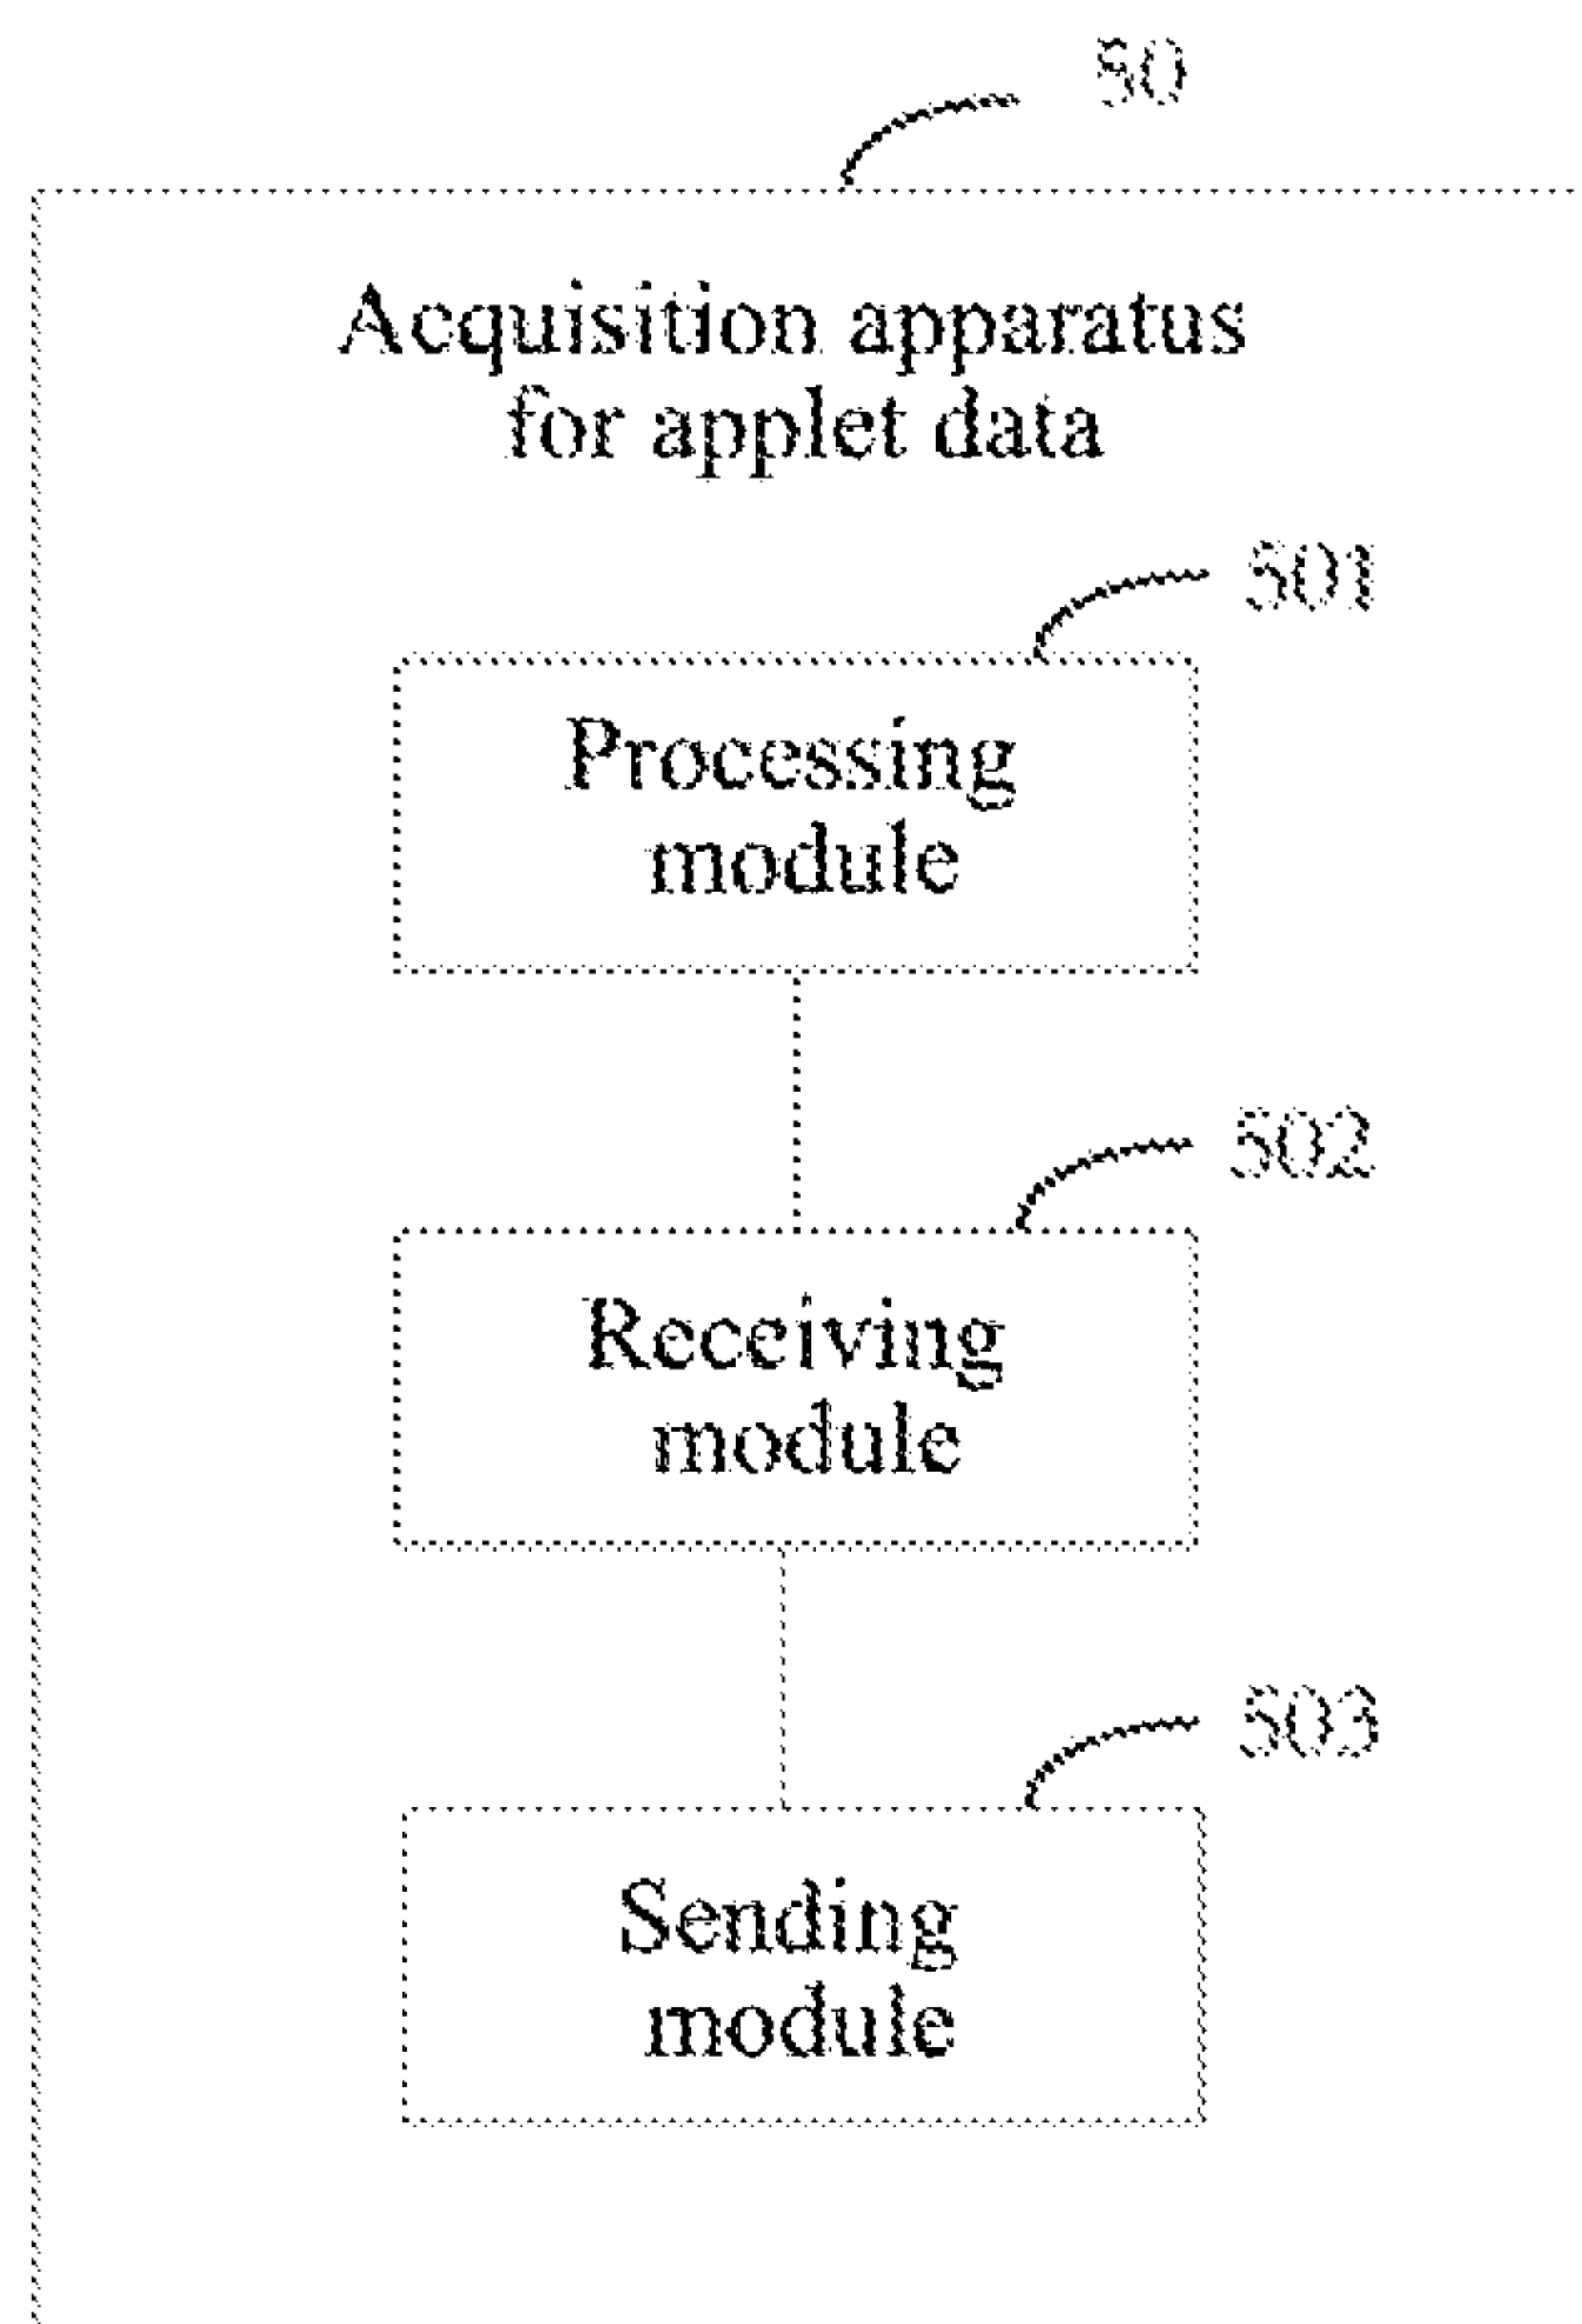 50
Acquisition apparatus
for applet data
501
Processing
module
502
Receiving
module
503
Sending
module